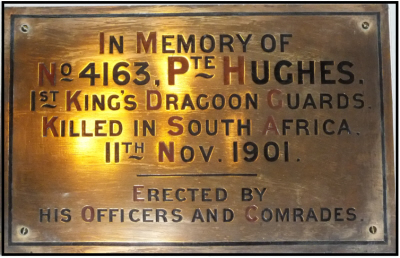 IN MEMORY OF
No 4163, PTE HUGHES.
1ST KING'S DRAGOON GUARDS.
KILLED IN SOUTH AFRICA.
11TH NOV. 1901.
ERECTED BY
HIS OFFICERS AND COMRADES.